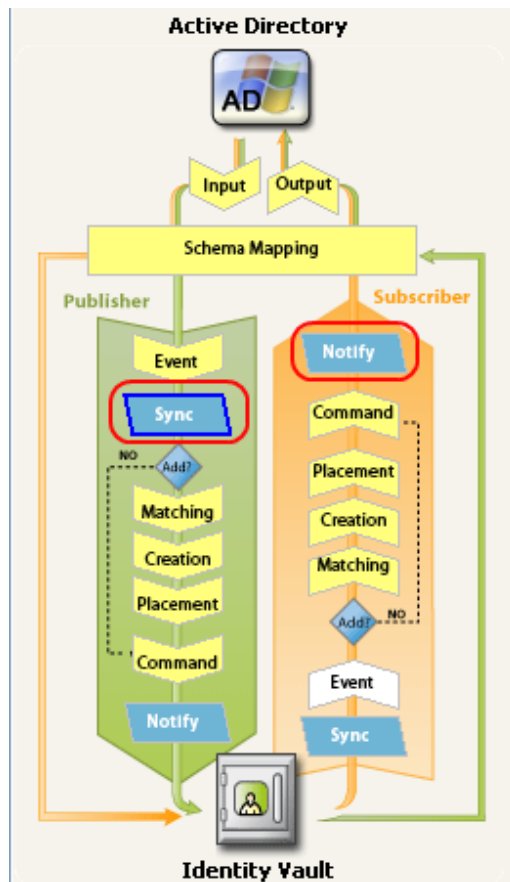 Active Directory
AD
Input
Output
Schema Mapping
Publisher
Subscriber
Event
Notify
Sync
Command
NO
Add?
Placement
Matching
Creation
Creation
Matching
Placement
Add?
NO
Command
Event
Notify
Sync
Identity Vault